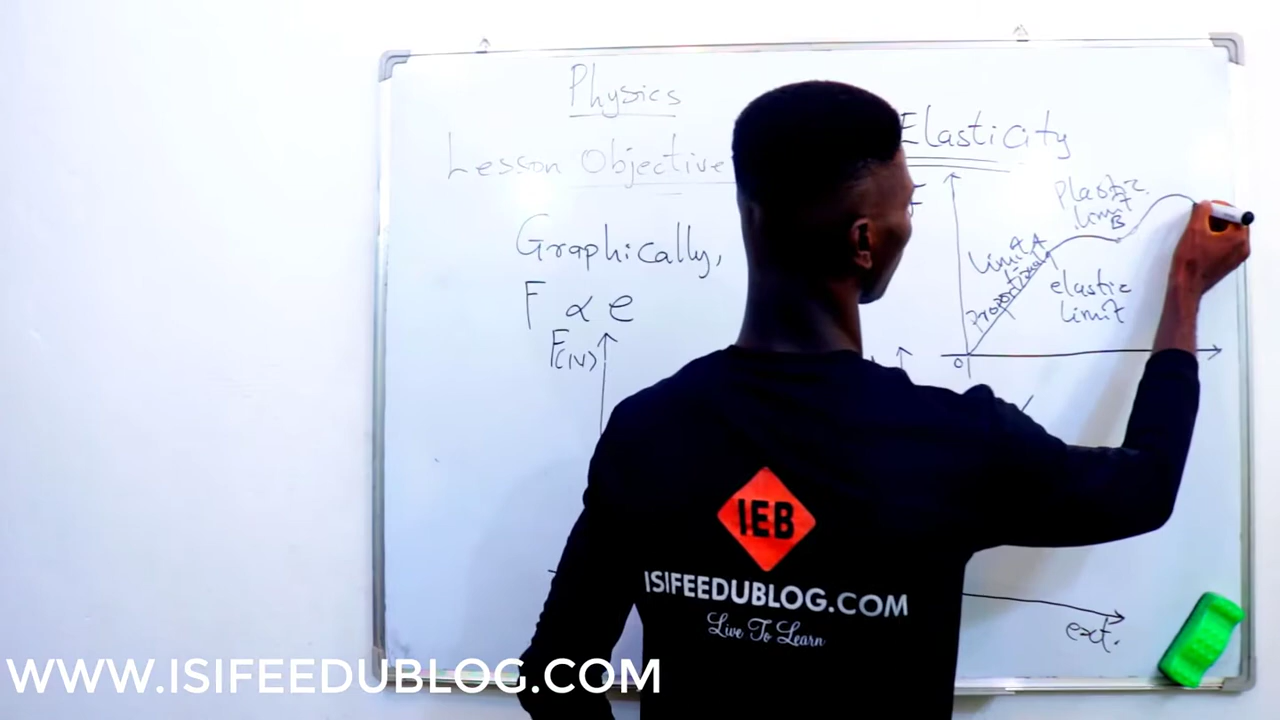 Physics
Elasticity
Lesson Objective
Graphically,
F ∝ e
F(N)
F
Plastic
limit
B
Limit A
Proportionality
elastic
limit
0
ext.
IEB
ISIFEEDUBLOG.COM
Live To Learn
WWW.ISIFEEDUBLOG.COM